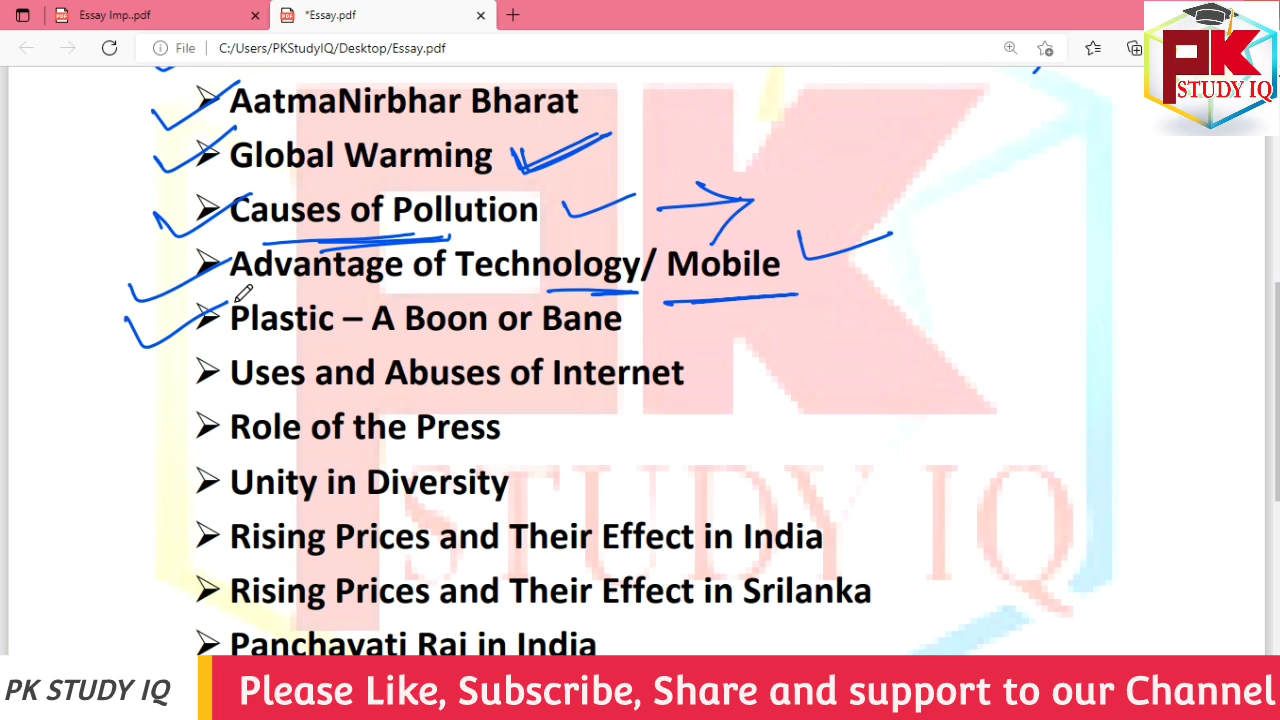 Essay Imp..pdf
*Essay.pdf
File
C:/Users/PKStudyIQ/Desktop/Essay.pdf
PK
STUDY IQ
AatmaNirbhar Bharat
Global Warming
Causes of Pollution
Advantage of Technology/ Mobile
Plastic – A Boon or Bane
Uses and Abuses of Internet
Role of the Press
Unity in Diversity
Rising Prices and Their Effect in India
Rising Prices and Their Effect in Srilanka
Panchayati Raj in India
PK
STUDY IQ
PK STUDY IQ
Please Like, Subscribe, Share and support to our Channel